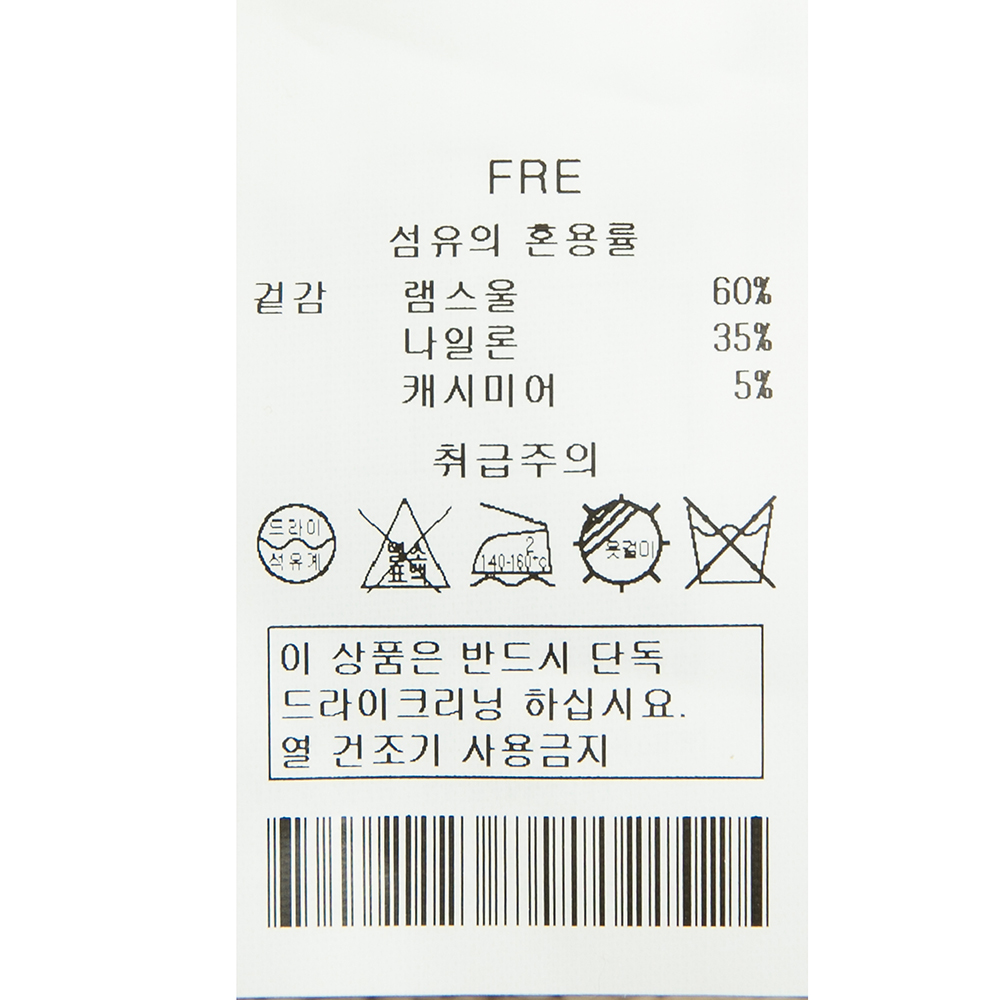 FRE
섬유의 혼용률
겉감 램스울 60%
나일론 35%
캐시미어 5%
취급주의
드라이
석유계
염소
표백
2
140-160℃
옷걸이
이 상품은 반드시 단독
드라이크리닝 하십시요.
열 건조기 사용금지